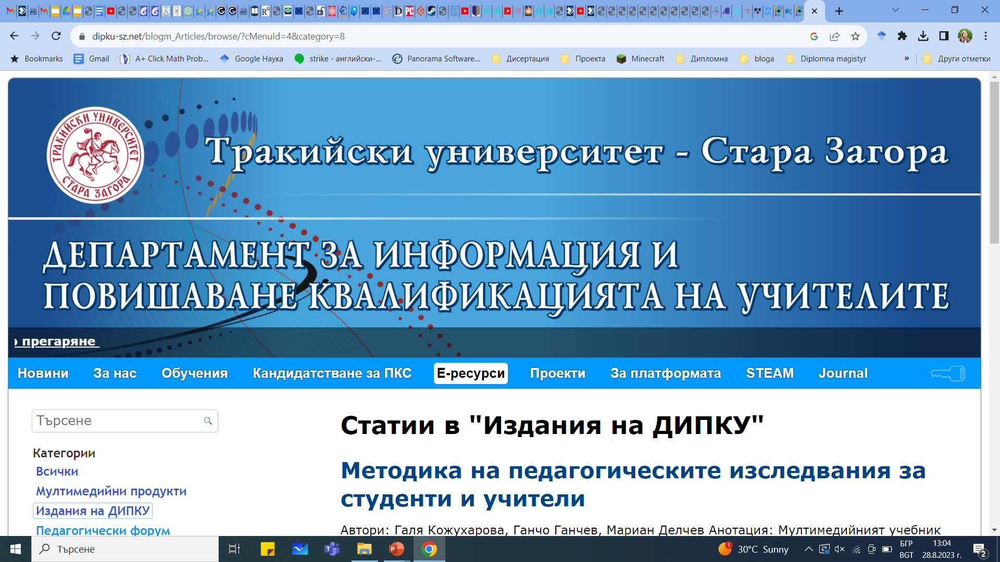 dipku-sz.net/blogm_Articles/browse/?cMenuId=4&category=8
Bookmarks
Gmail
A+ Click Math Prob...
Google Наука
strike - английски-...
Panorama Software...
Дисертация
Проекта
Minecraft
Дипломна
bloga
Diplomna magistyr
»
Други отметки
ТРАКИЙСКИ УНИВЕРСИТЕТ
СТАРА ЗАГОРА
Тракийски университет - Стара Загора
ДЕПАРТАМЕНТ ЗА ИНФОРМАЦИЯ И
ПОВИШАВАНЕ КВАЛИФИКАЦИЯТА НА УЧИТЕЛИТЕ
прегаряне
Новини
За нас
Обучения
Кандидатстване за ПКС
Е-ресурси
Проекти
За платформата
STEAM
Journal
Търсене
Категории
Всички
Мултимедийни продукти
Издания на ДИПКУ
Педагогически форум
Статии в "Издания на ДИПКУ"
Методика на педагогическите изследвания за
студенти и учители
Автори: Галя Кожухарова, Ганчо Ганчев, Мариан Делчев Анотация: Мултимедийният учебник
Търсене
1
30°C Sunny
БГР
BGT
13:04
28.8.2023 г.
2